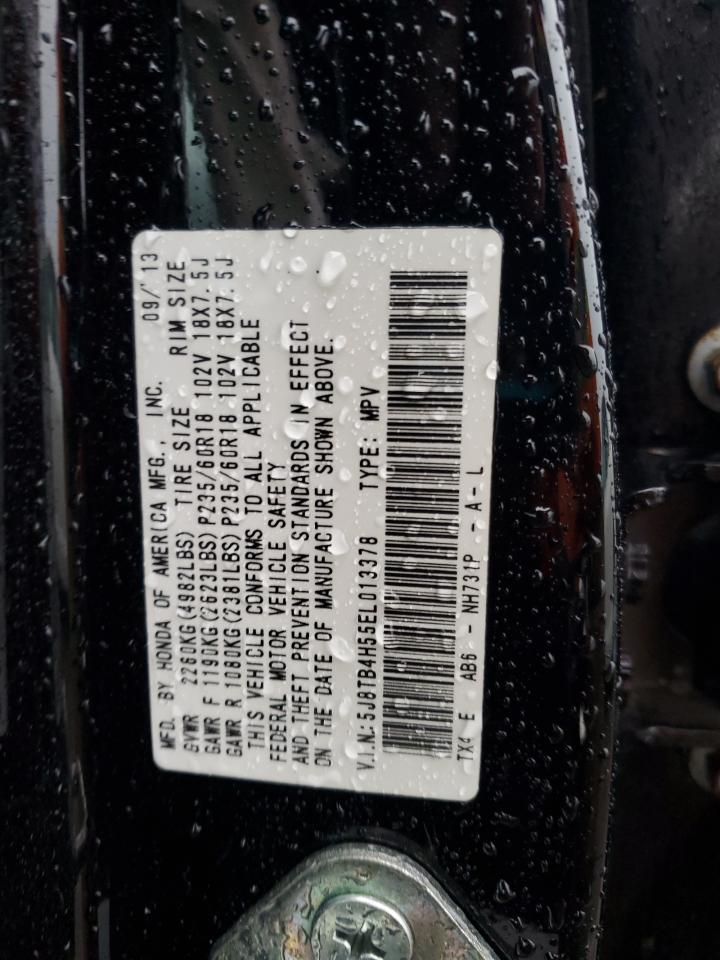 MFD. BY HONDA OF AMERICA MFG., INC. 09/13
GVWR 2260KG(4982LBS) TIRE SIZE RIM SIZE
GAWR F 1190KG(2623LBS)P235/60R18 102V 18X7.5J
GAWR R 1080KG(2381LBS)P235/60R18 102V 18X7.5J
THIS VEHICLE CONFORMS TO ALL APPLICABLE
FEDERAL MOTOR VEHICLE SAFETY
AND THEFT PREVENTION STANDARDS IN EFFECT
ON THE DATE OF MANUFACTURE SHOWN ABOVE.
V.I.N.: 5J8TB4H55EL013378 TYPE: MPV
TX4 E AB6 - NH731P - A - L